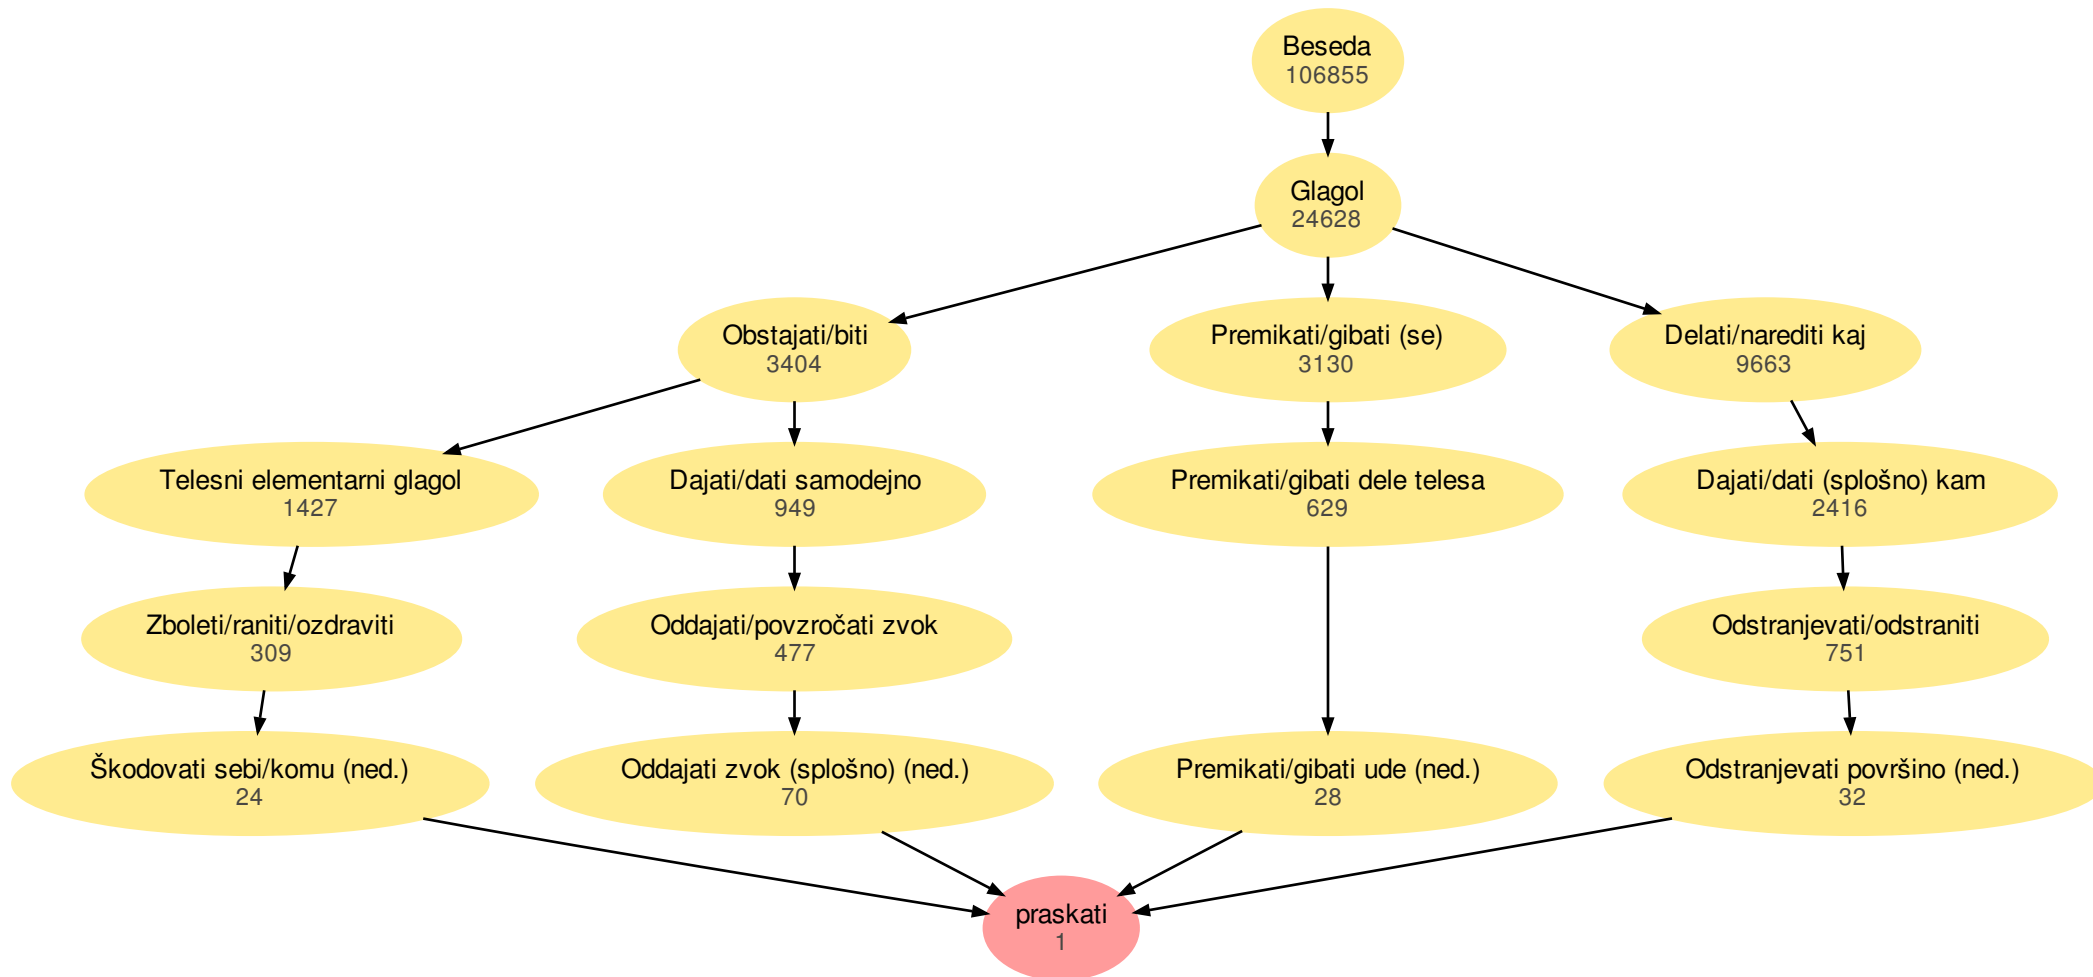 Beseda
106855
Glagol
24628
Obstajati/biti
3404
Premikati/gibati (se)
3130
Delati/narediti kaj
9663
Telesni elementarni glagol
1427
Dajati/dati samodejno
949
Premikati/gibati dele telesa
629
Dajati/dati (splošno) kam
2416
Zboleti/raniti/ozdraviti
309
Oddajati/povzročati zvok
477
Odstranjevati/odstraniti
751
Škodovati sebi/komu (ned.)
24
Oddajati zvok (splošno) (ned.)
70
Premikati/gibati ude (ned.)
28
Odstranjevati površino (ned.)
32
praskati
1